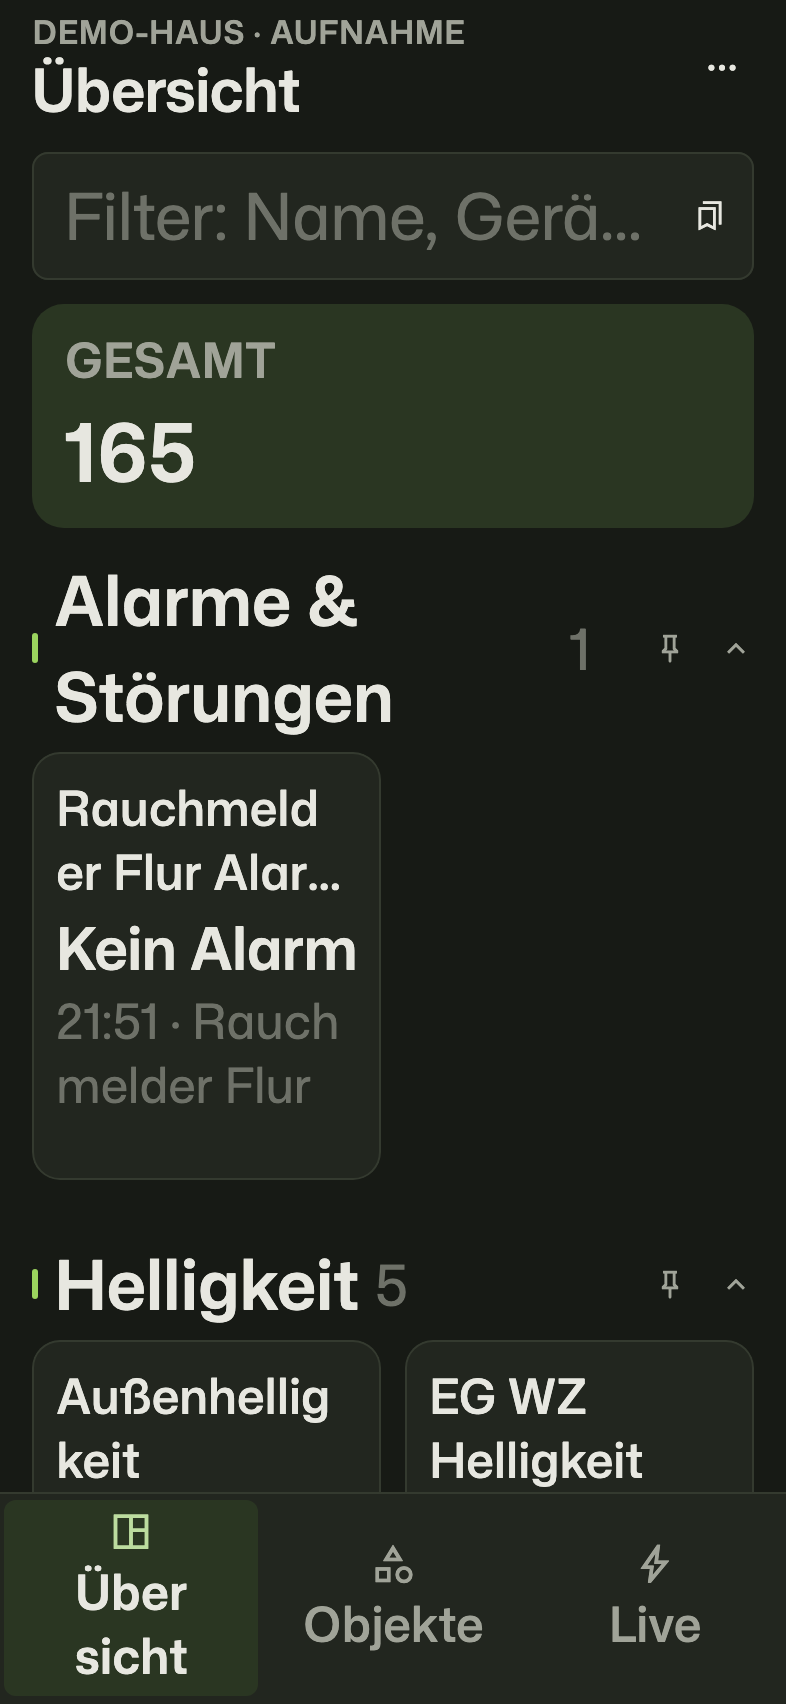 DEMO-HAUS · AUFNAHME
Übersicht
Filter: Name, Gerä...
GESAMT
165
Alarme &
Störungen
1
Rauchmeld
er Flur Alar...
Kein Alarm
21:51 · Rauch
melder Flur
Helligkeit 5
Außenhellig
keit
EG WZ
Helligkeit
Über
sicht
Objekte
Live